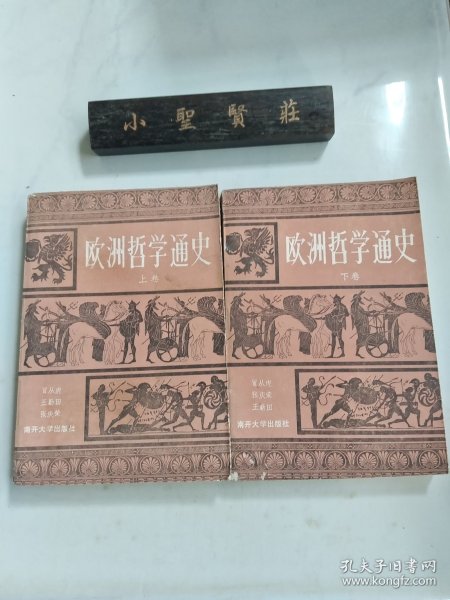 小聖賢莊
欧洲哲学通史
上卷
冒从虎
王勤田
张庆荣
南开大学出版社
欧洲哲学通史
下卷
冒从虎
张庆荣
王勤田
南开大学出版社
孔夫子旧书网
www.kongfz.com